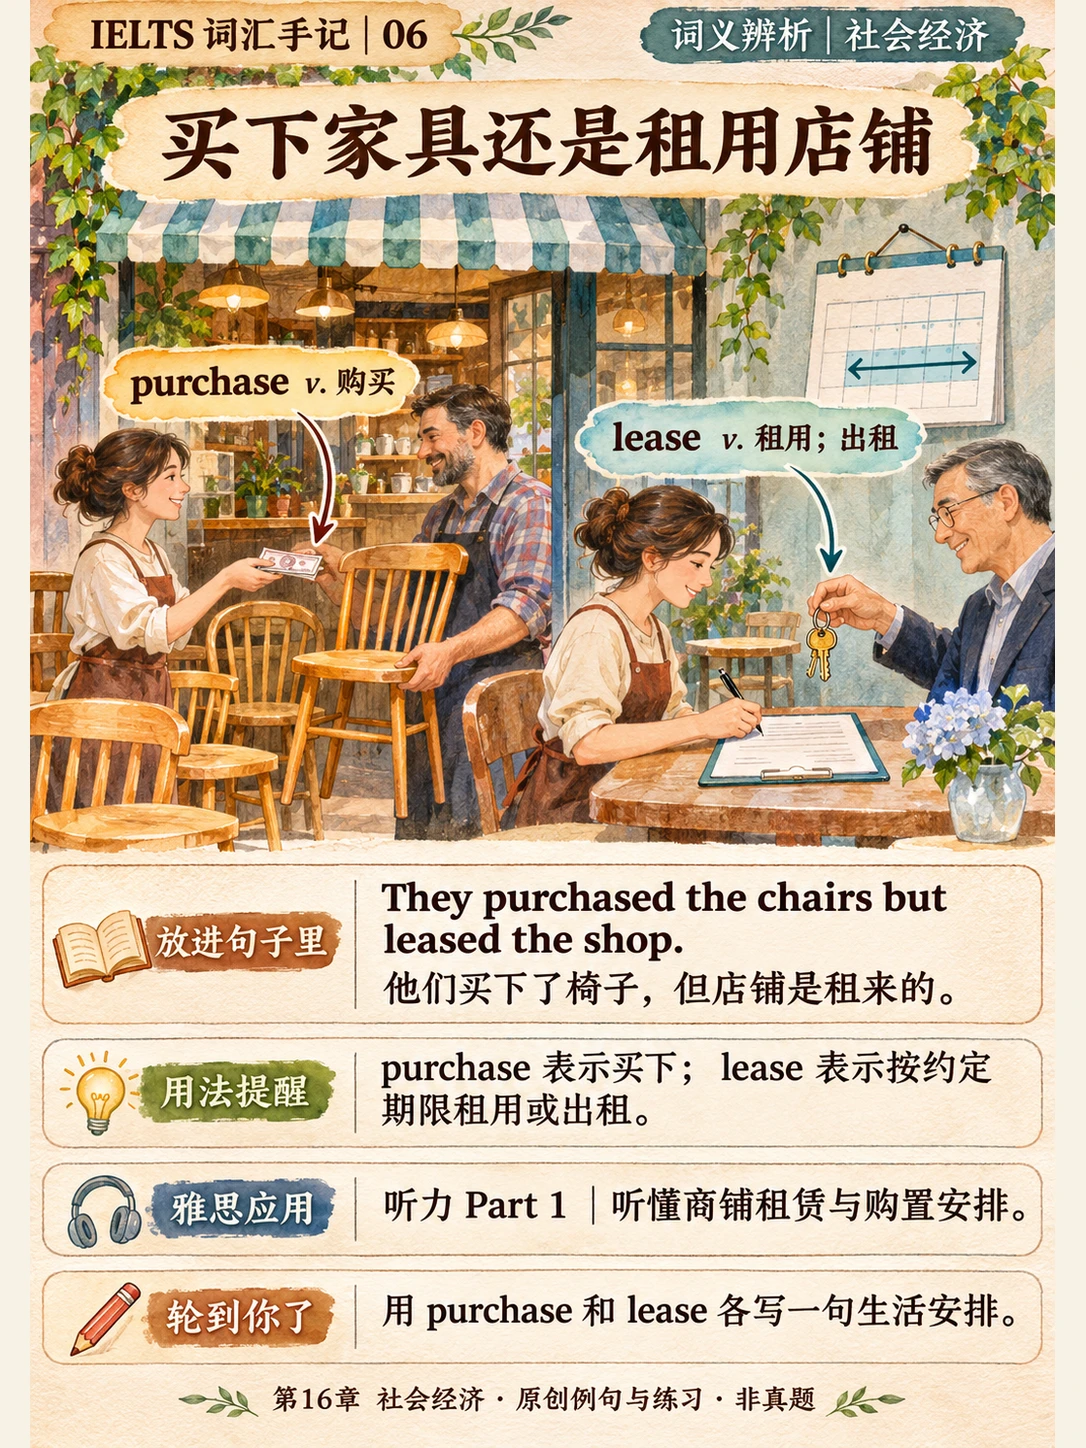 IELTS 词汇手记 | 06
词义辨析 | 社会经济
买下家具还是租用店铺
purchase v. 购买
lease v. 租用；出租
放进句子里
They purchased the chairs but
leased the shop.
他们买下了椅子，但店铺是租来的。
用法提醒
purchase 表示买下； lease 表示按约定
期限租用或出租。
雅思应用
听力 Part 1 | 听懂商铺租赁与购置安排。
轮到你了
用 purchase 和 lease 各写一句生活安排。
第16章 社会经济 · 原创例句与练习 · 非真题